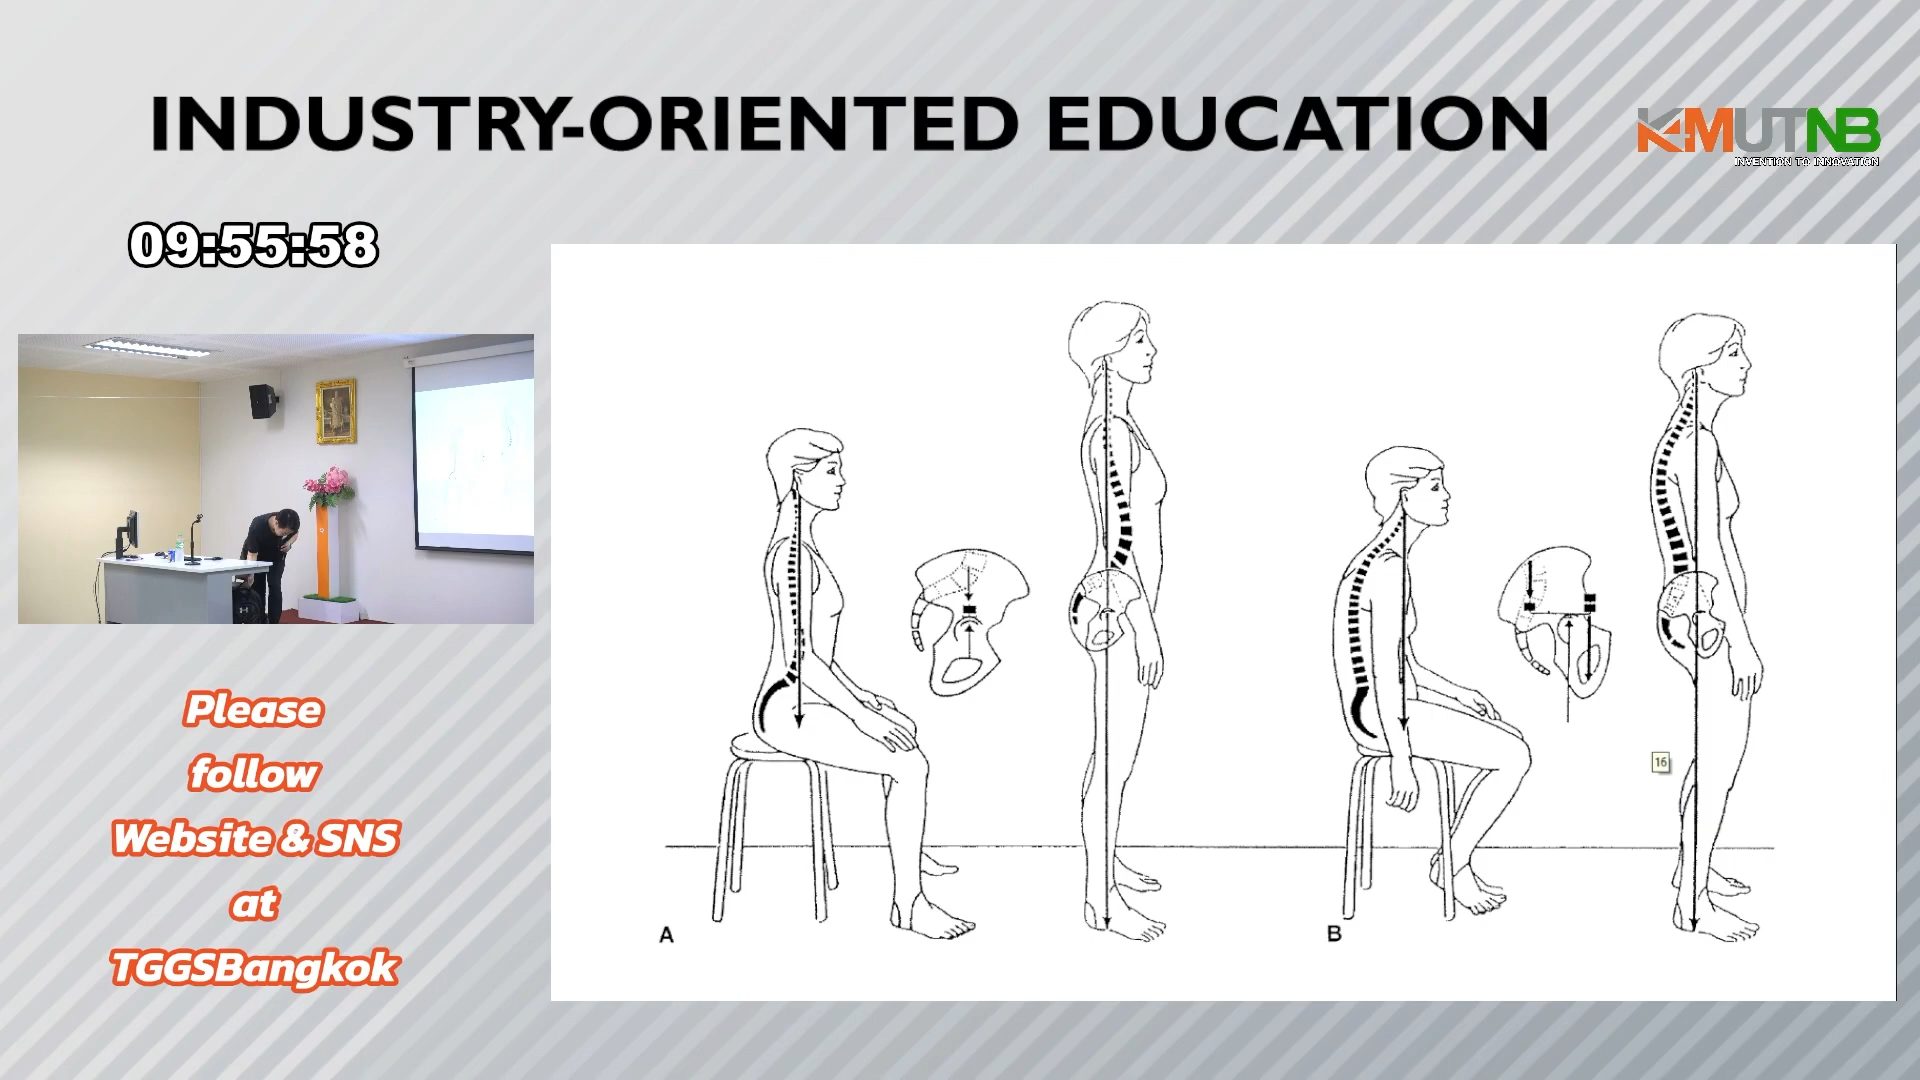 INDUSTRY-ORIENTED EDUCATION
KMUTNB
INVENTION TO INNOVATION
09:55:58
Please
follow
Website & SNS
at
TGGSBangkok
16
A
B